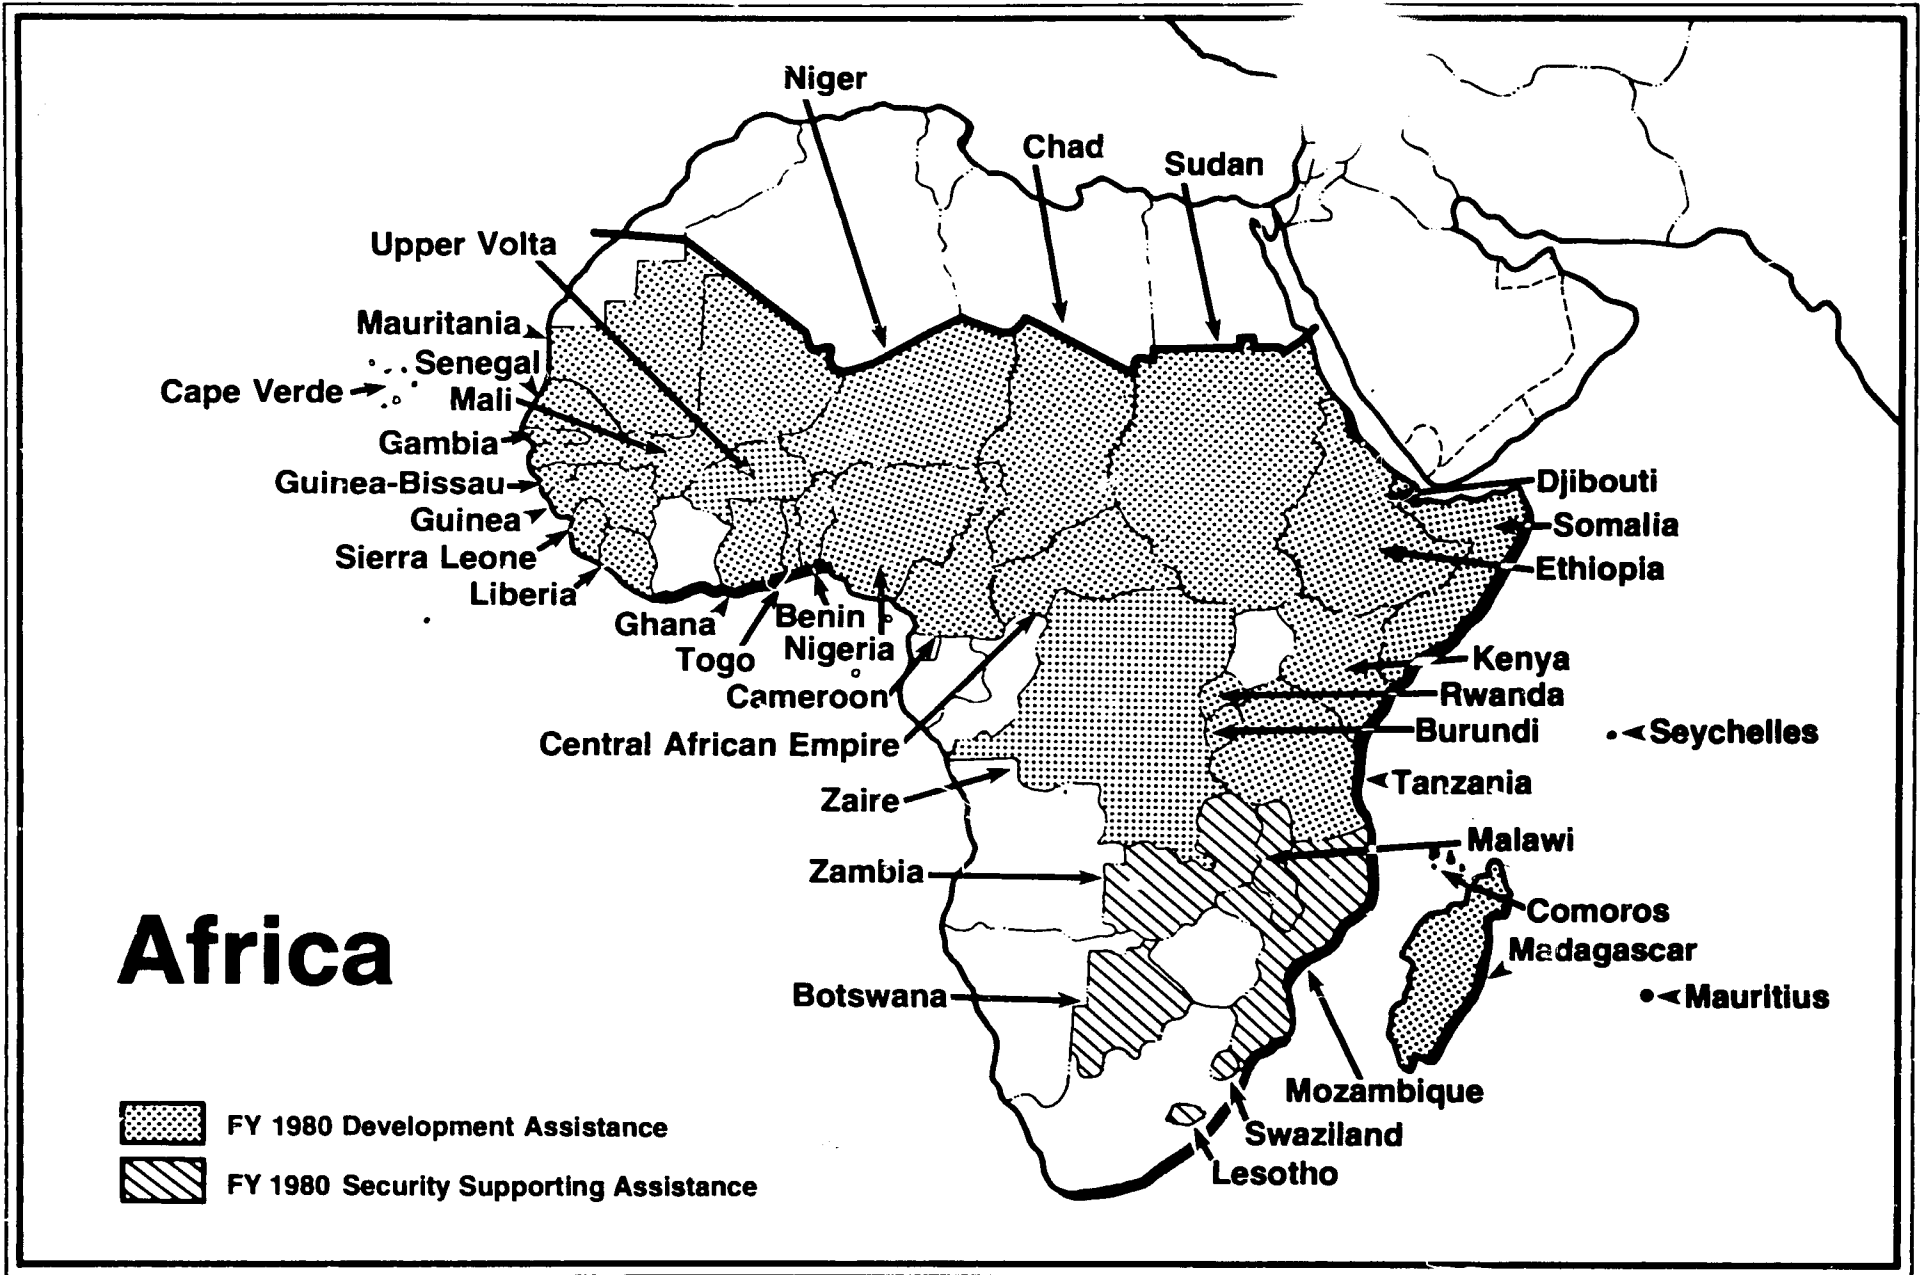 Niger
Chad
Sudan
Upper Volta
Mauritania
Senegal
Cape Verde
Mali
Gambia
Guinea-Bissau
Guinea
Sierra Leone
Liberia
Ghana
Togo
Benin
Nigeria
Cameroon
Central African Empire
Zaire
Zambia
Botswana
Djibouti
Somalia
Ethiopia
Kenya
Rwanda
Burundi
Seychelles
Tanzania
Malawi
Comoros
Madagascar
Mauritius
Mozambique
Swaziland
Lesotho
Africa
FY 1980 Development Assistance
FY 1980 Security Supporting Assistance